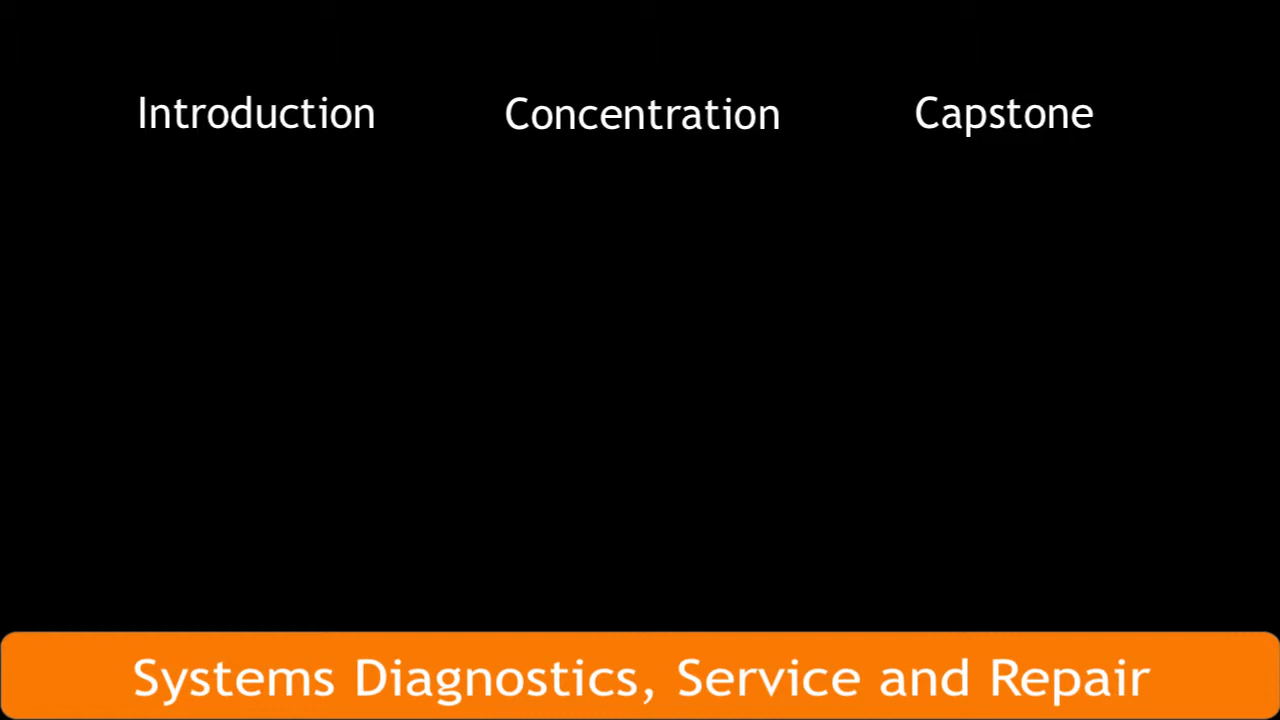 Introduction Concentration Capstone
Systems Diagnostics, Service and Repair